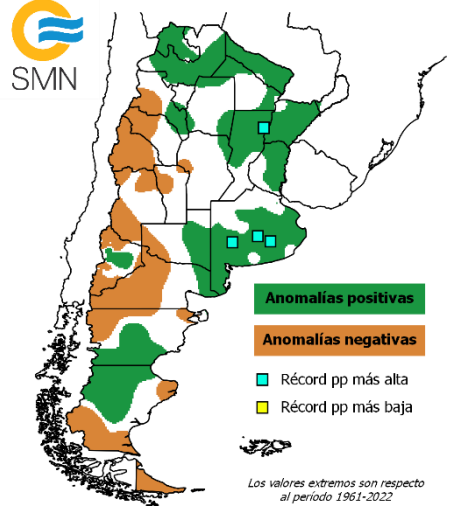 SMN
Anomalías positivas
Anomalías negativas
Récord pp más alta
Récord pp más baja
Los valores extremos son respecto
al período 1961-2022